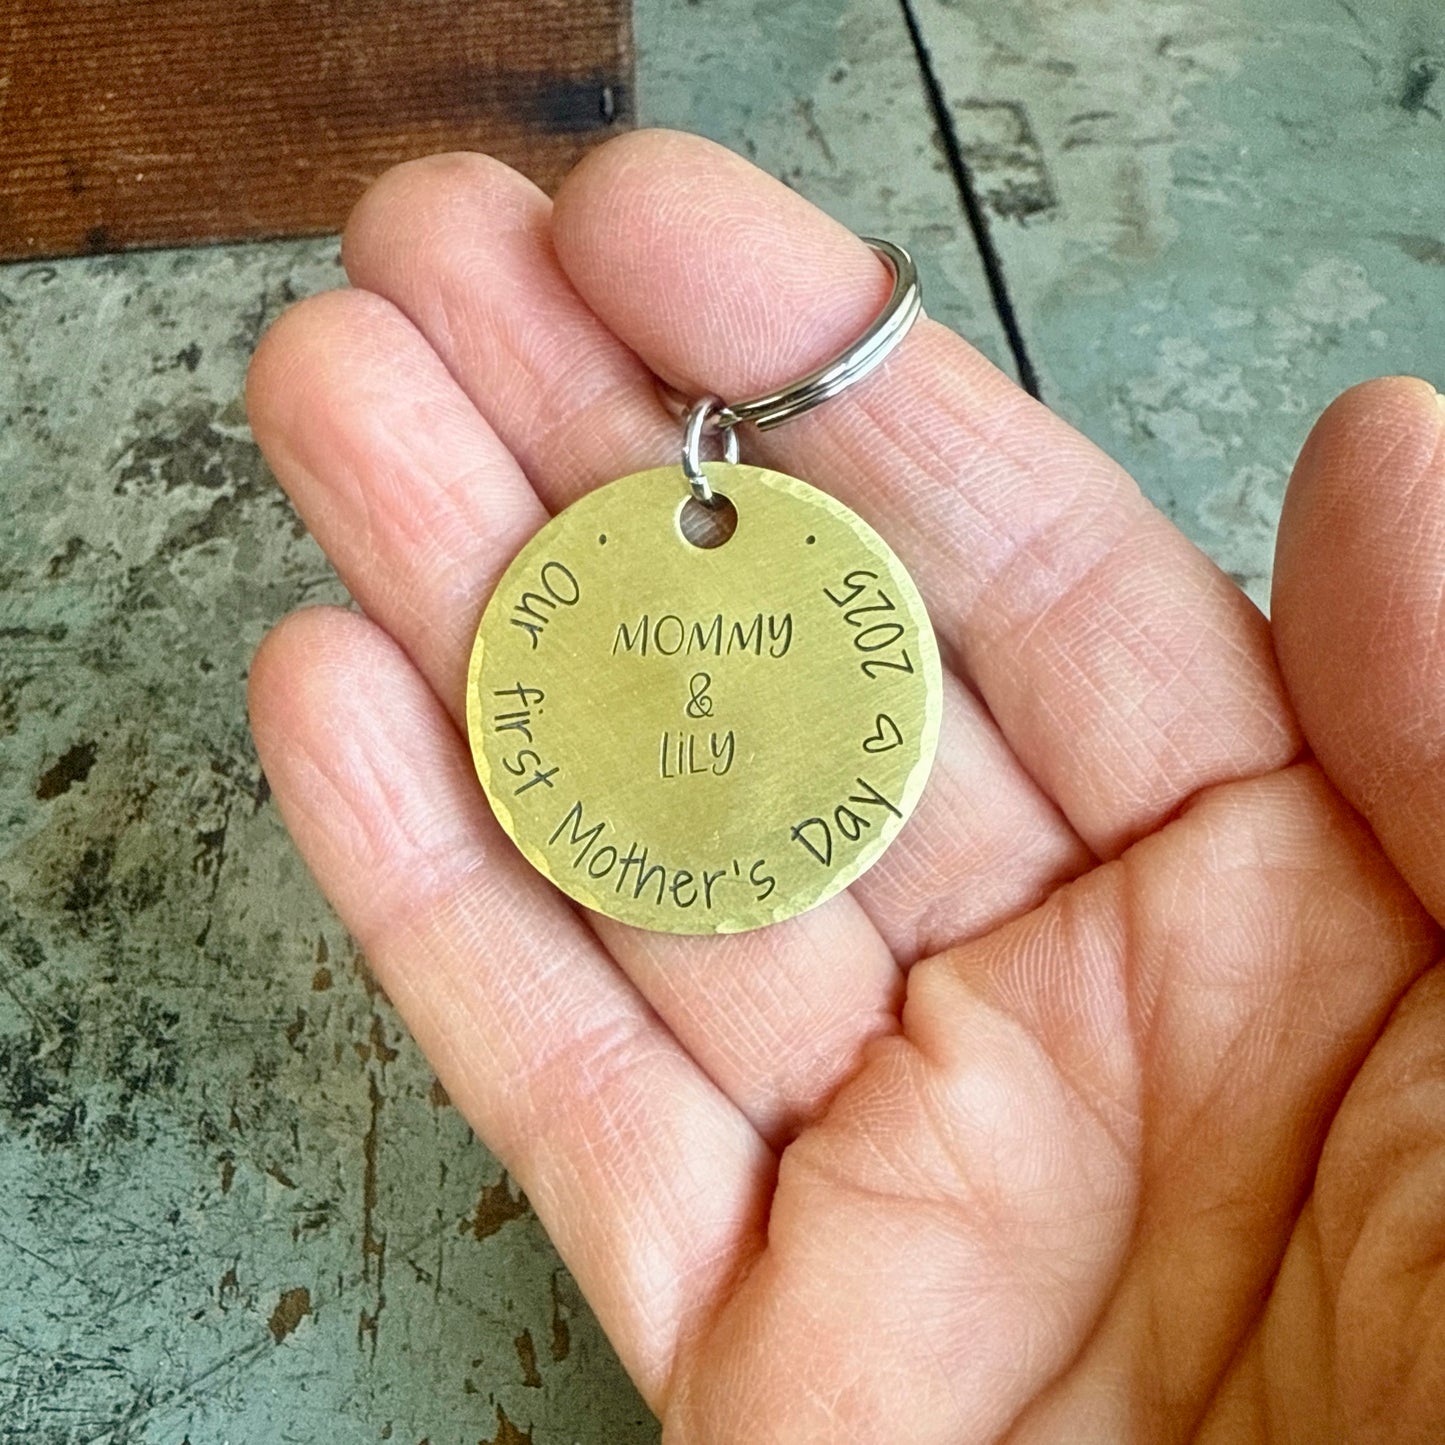 Our first Mother's Day ♡ 2025
MOMMY
&
LiLY